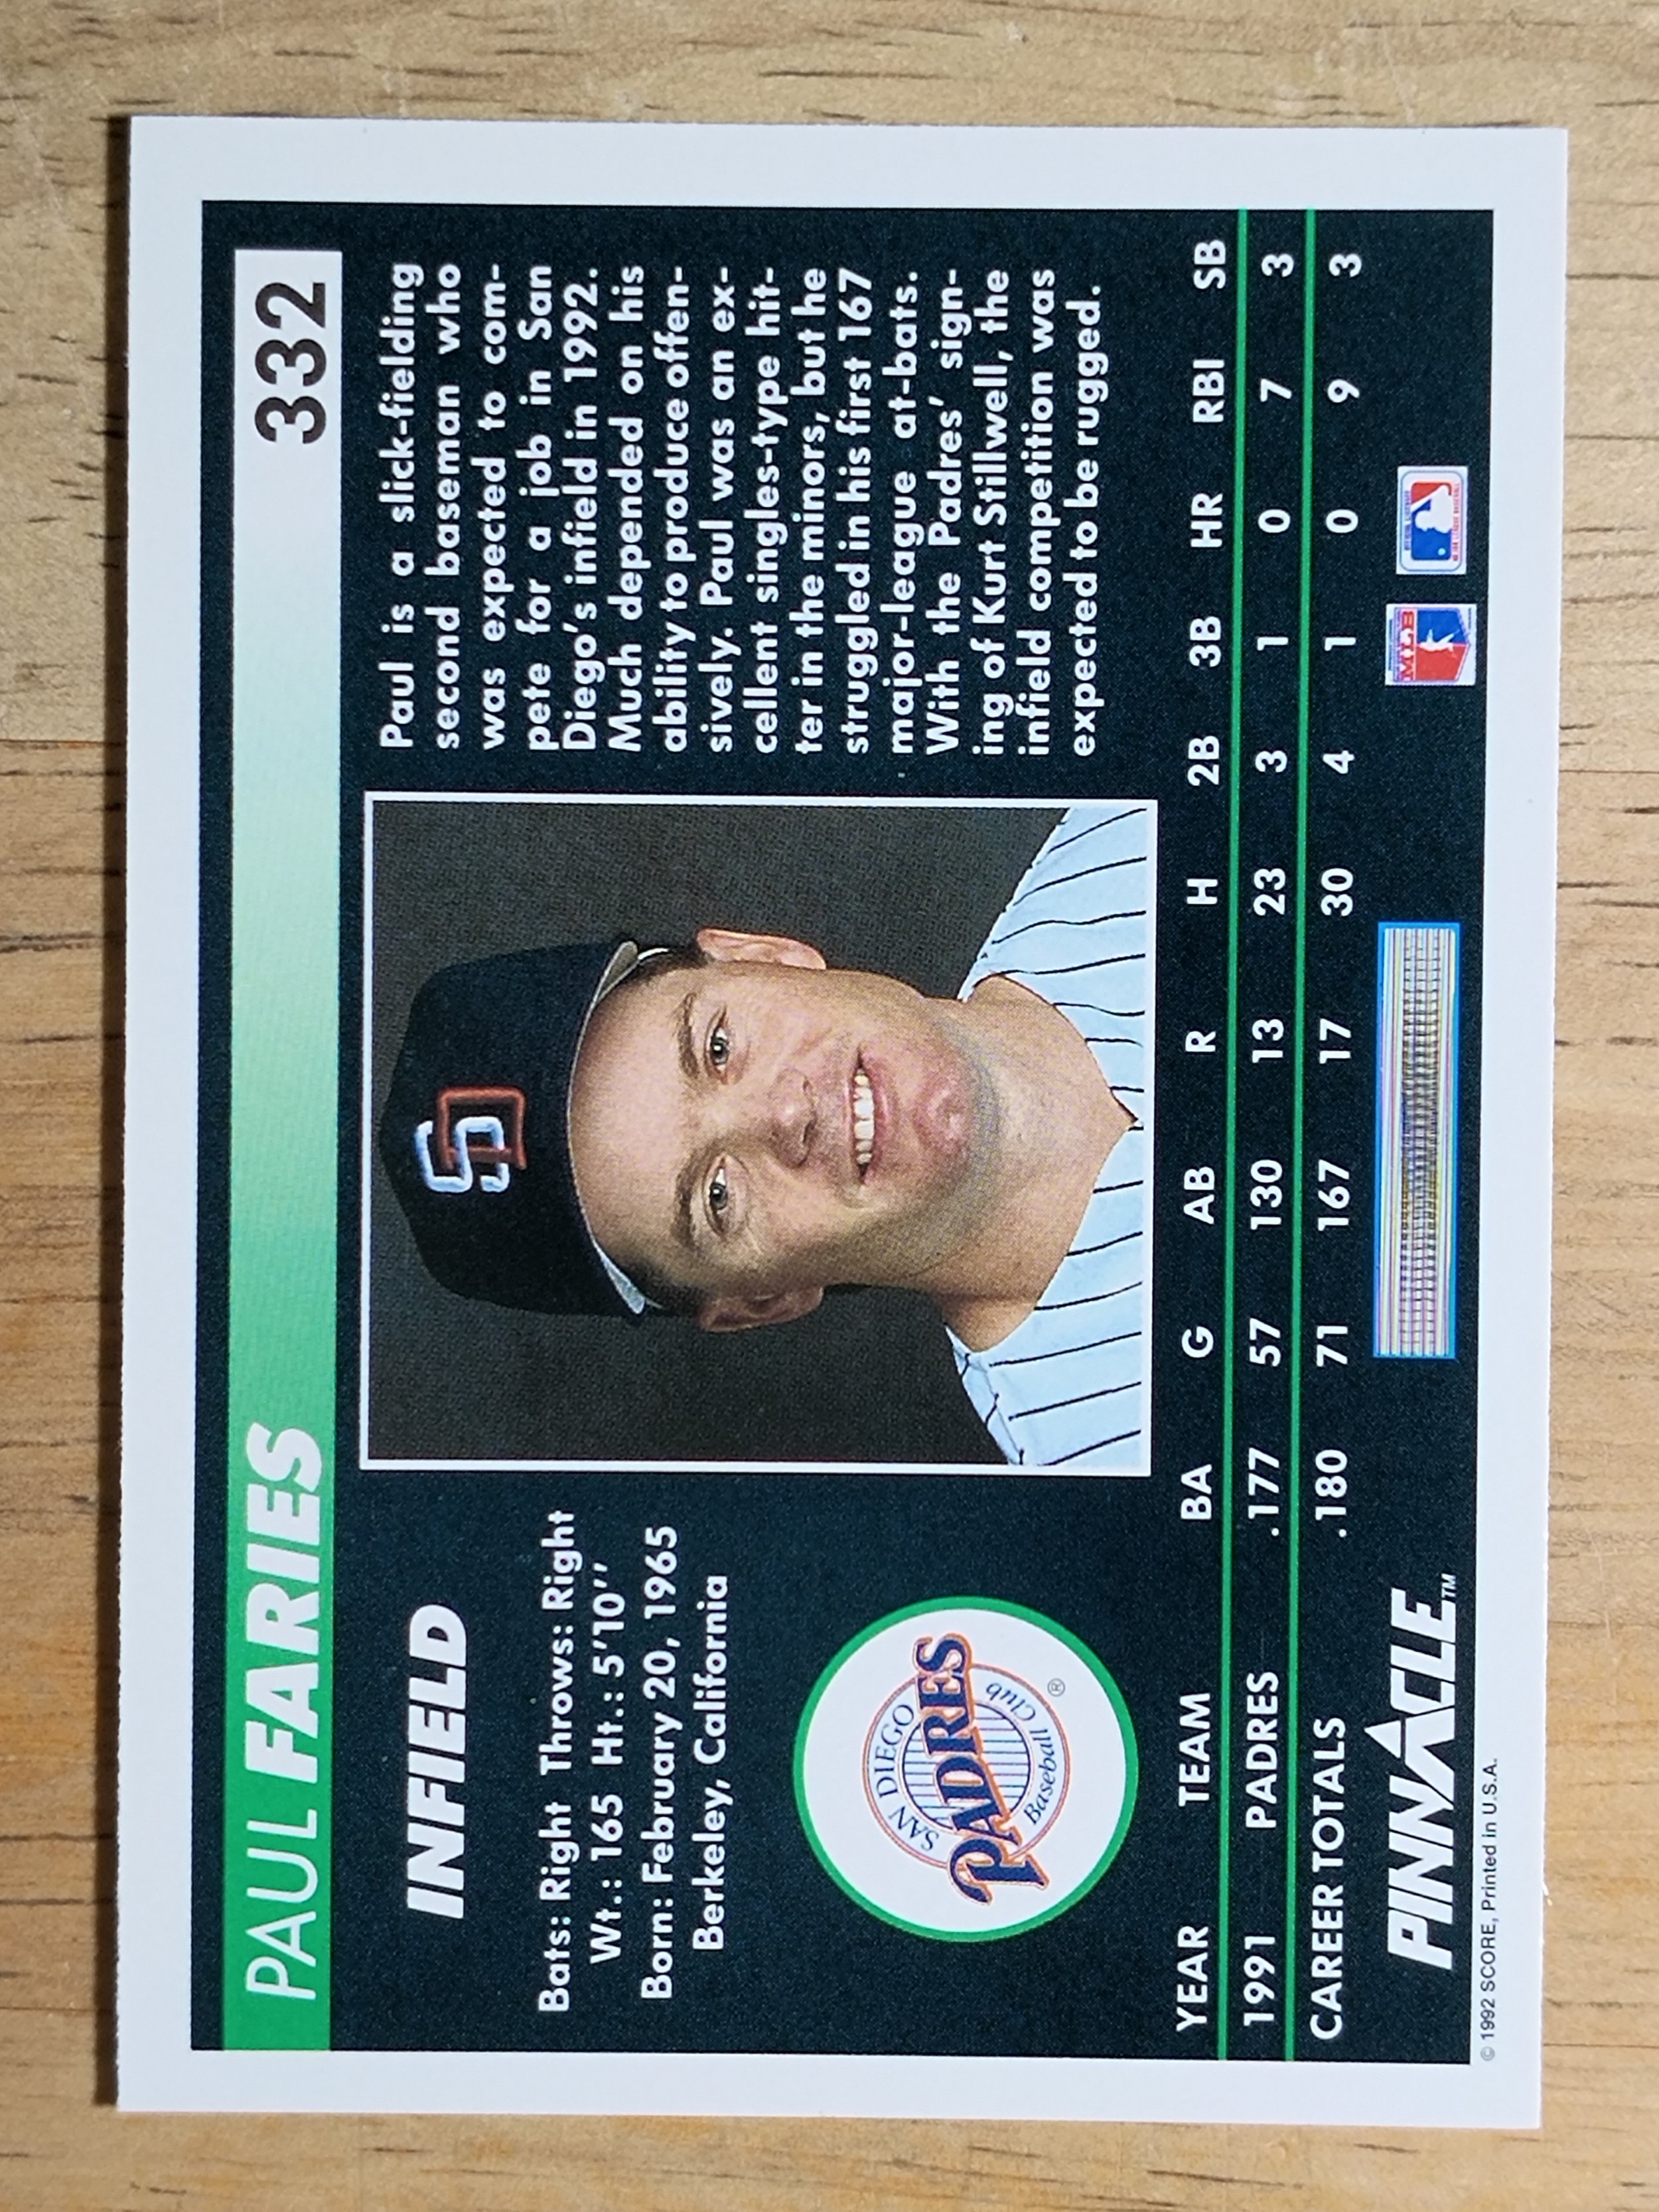 PAUL FARIES 332
INFIELD
Bats: Right Throws: Right
Wt.: 165 Ht.: 5'10''
Born: February 20, 1965
Berkeley, California
SAN DIEGO
PADRES
Baseball Club
®
SD
Paul is a slick-fielding
second baseman who
was expected to com-
pete for a job in San
Diego's infield in 1992.
Much depended on his
ability to produce offen-
sively. Paul was an ex-
cellent singles-type hit-
ter in the minors, but he
struggled in his first 167
major-league at-bats.
With the Padres' sign-
ing of Kurt Stillwell, the
infield competition was
expected to be rugged.
YEAR TEAM BA G AB R H 2B 3B HR RBI SB
1991 PADRES .177 57 130 13 23 3 1 0 7 3
CAREER TOTALS .180 71 167 17 30 4 1 0 9 3
PINNACLE™
© 1992 SCORE, Printed in U.S.A.